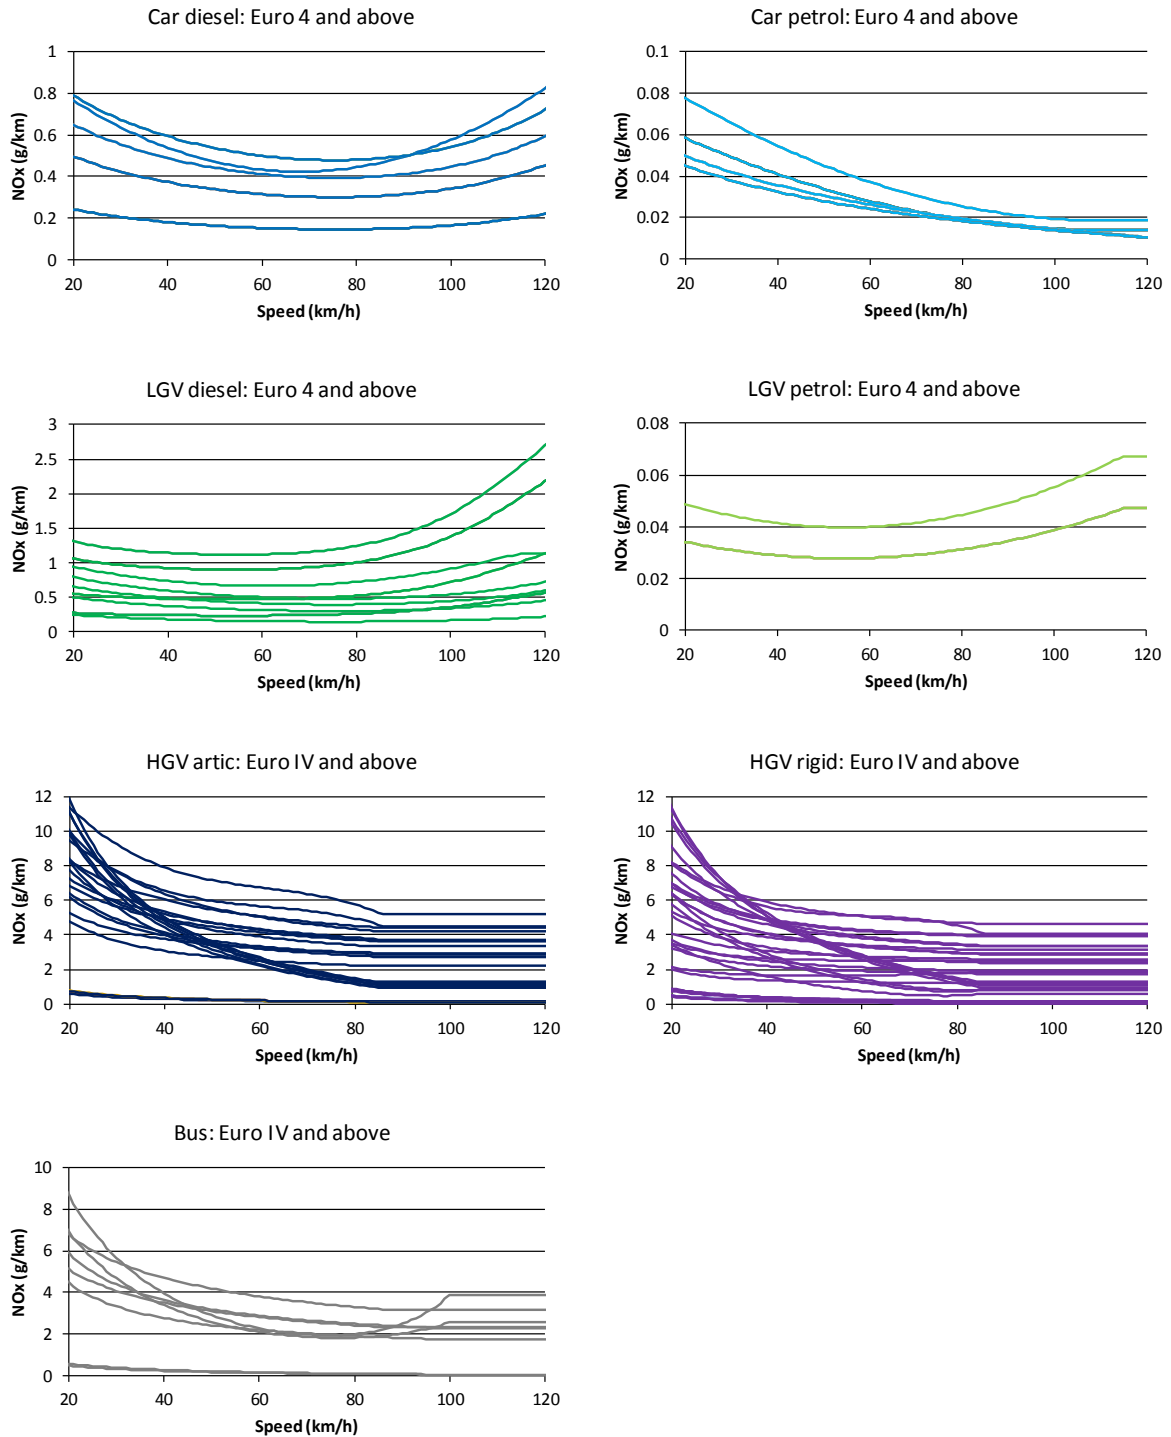 Car diesel: Euro 4 and above
1
0.8
0.6
0.4
0.2
0
NOx (g/km)
20 40 60 80 100 120
Speed (km/h)
Car petrol: Euro 4 and above
0.1
0.08
0.06
0.04
0.02
0
NOx (g/km)
20 40 60 80 100 120
Speed (km/h)
LGV diesel: Euro 4 and above
3
2.5
2
1.5
1
0.5
0
NOx (g/km)
20 40 60 80 100 120
Speed (km/h)
LGV petrol: Euro 4 and above
0.08
0.06
0.04
0.02
0
NOx (g/km)
20 40 60 80 100 120
Speed (km/h)
HGV artic: Euro IV and above
12
10
8
6
4
2
0
NOx (g/km)
20 40 60 80 100 120
Speed (km/h)
HGV rigid: Euro IV and above
12
10
8
6
4
2
0
NOx (g/km)
20 40 60 80 100 120
Speed (km/h)
Bus: Euro IV and above
10
8
6
4
2
0
NOx (g/km)
20 40 60 80 100 120
Speed (km/h)